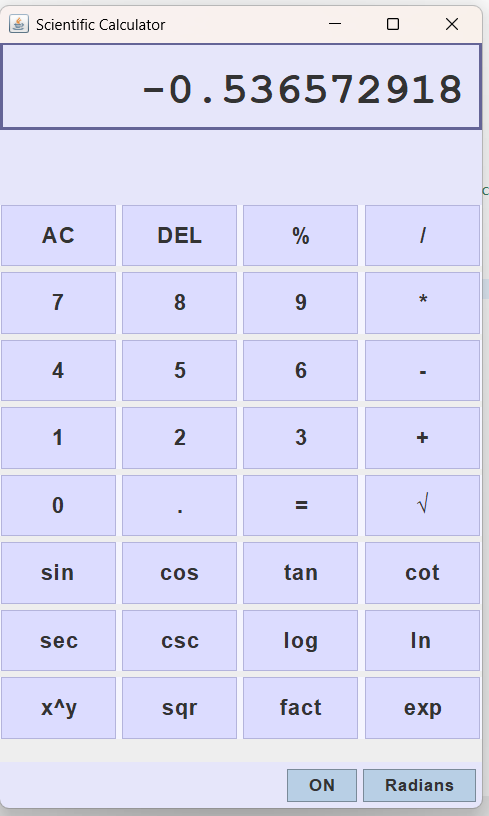 Scientific Calculator
-0.536572918
AC DEL % /
7 8 9 *
4 5 6 -
1 2 3 +
0 . = √
sin cos tan cot
sec csc log ln
x^y sqr fact exp
ON Radians